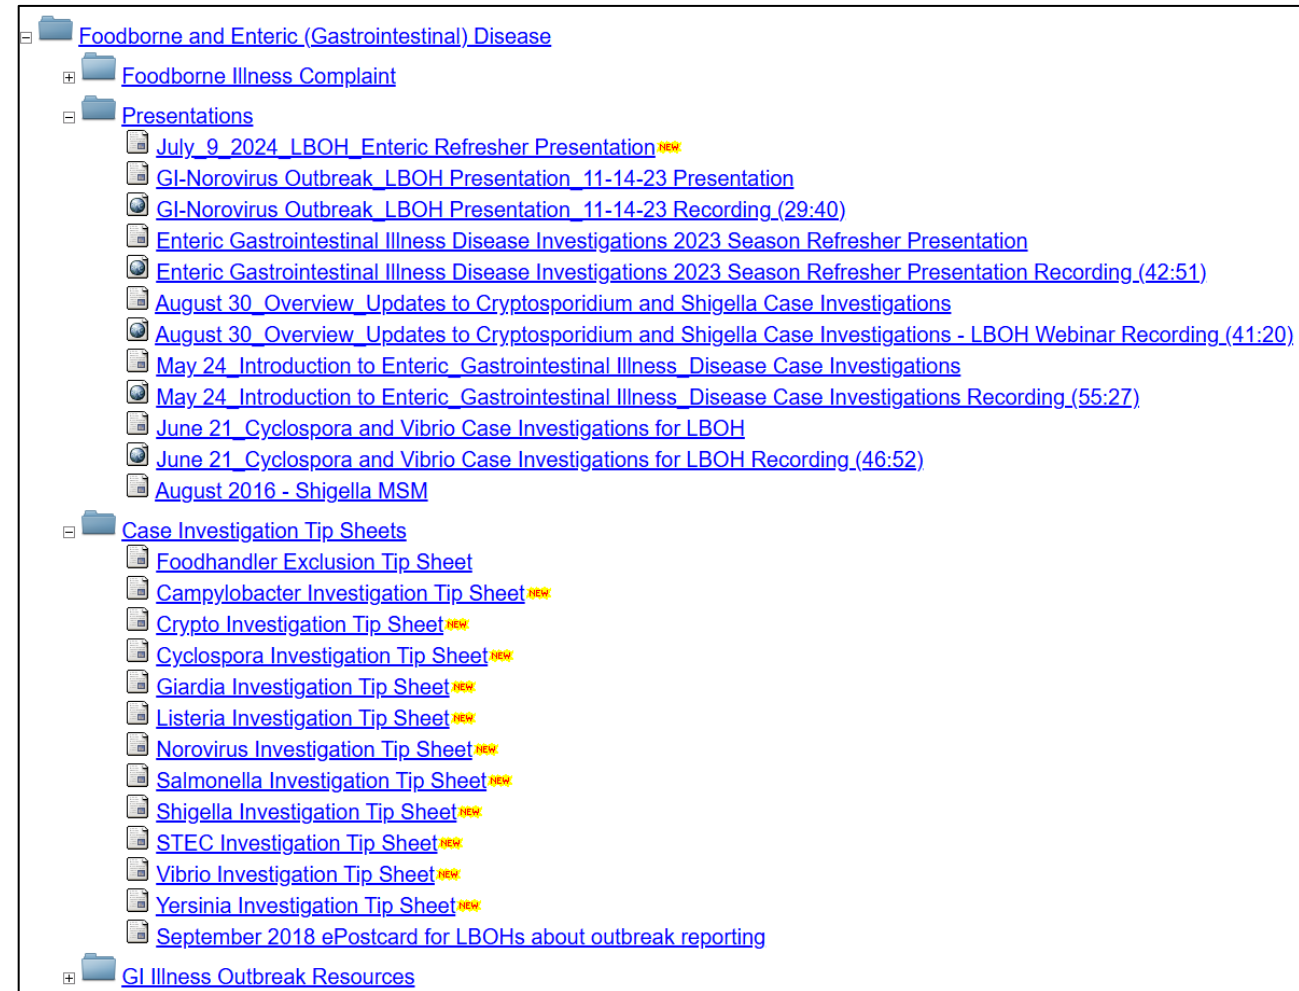 Foodborne and Enteric (Gastrointestinal) Disease
Foodborne Illness Complaint
Presentations
July_9_2024_LBOH_Enteric Refresher Presentation NEW
GI-Norovirus Outbreak_LBOH Presentation_11-14-23 Presentation
GI-Norovirus Outbreak_LBOH Presentation_11-14-23 Recording (29:40)
Enteric Gastrointestinal Illness Disease Investigations 2023 Season Refresher Presentation
Enteric Gastrointestinal Illness Disease Investigations 2023 Season Refresher Presentation Recording (42:51)
August 30_Overview_Updates to Cryptosporidium and Shigella Case Investigations
August 30_Overview_Updates to Cryptosporidium and Shigella Case Investigations - LBOH Webinar Recording (41:20)
May 24_Introduction to Enteric_Gastrointestinal Illness_Disease Case Investigations
May 24_Introduction to Enteric_Gastrointestinal Illness_Disease Case Investigations Recording (55:27)
June 21_Cyclospora and Vibrio Case Investigations for LBOH
June 21_Cyclospora and Vibrio Case Investigations for LBOH Recording (46:52)
August 2016 - Shigella MSM
Case Investigation Tip Sheets
Foodhandler Exclusion Tip Sheet
Campylobacter Investigation Tip Sheet NEW
Crypto Investigation Tip Sheet NEW
Cyclospora Investigation Tip Sheet NEW
Giardia Investigation Tip Sheet NEW
Listeria Investigation Tip Sheet NEW
Norovirus Investigation Tip Sheet NEW
Salmonella Investigation Tip Sheet NEW
Shigella Investigation Tip Sheet NEW
STEC Investigation Tip Sheet NEW
Vibrio Investigation Tip Sheet NEW
Yersinia Investigation Tip Sheet NEW
September 2018 ePostcard for LBOHs about outbreak reporting
GI Illness Outbreak Resources